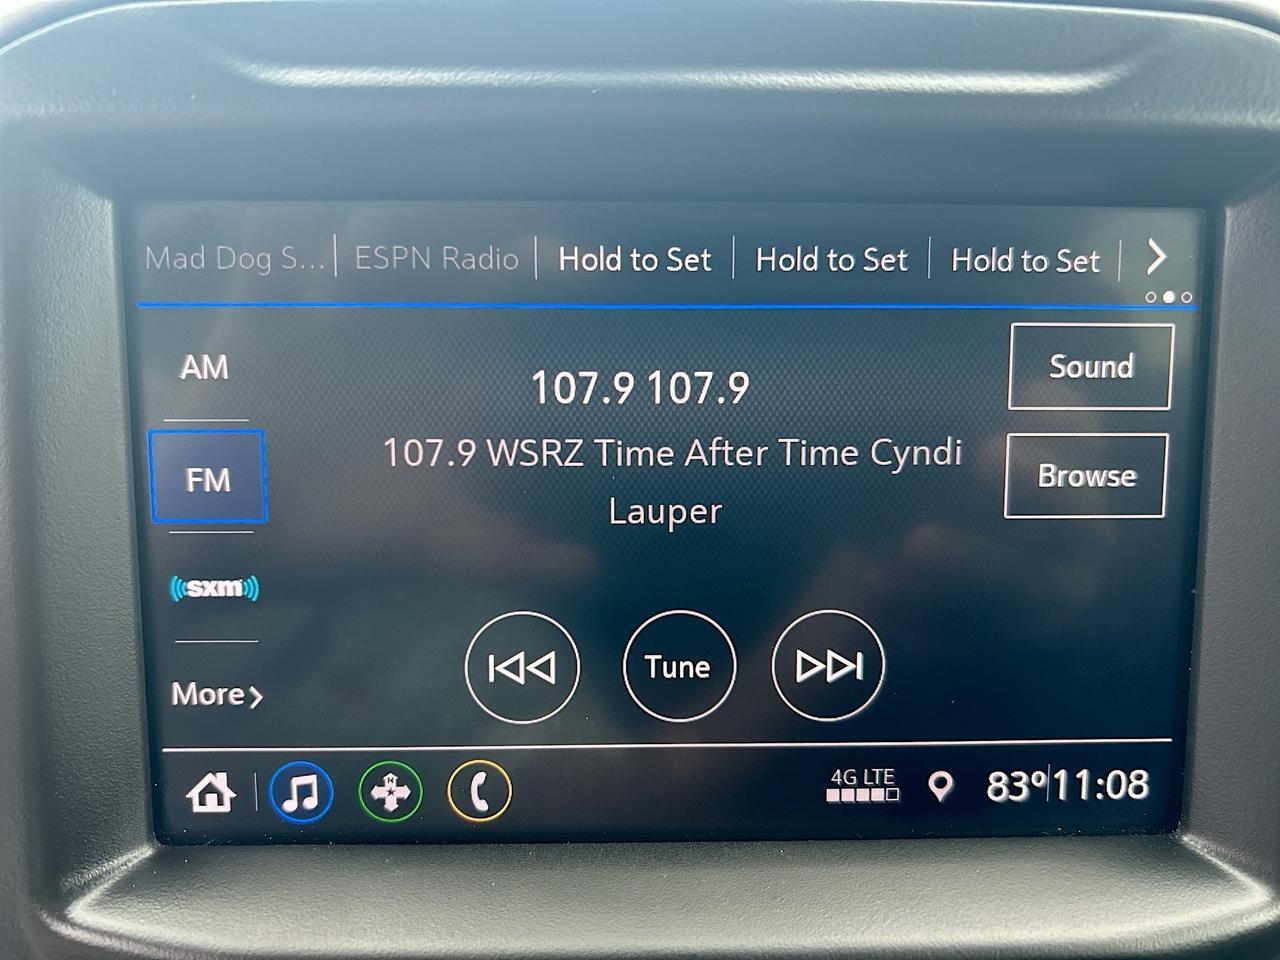 Mad Dog S... ESPN Radio Hold to Set Hold to Set Hold to Set
AM
Sound
107.9 107.9
FM
107.9 WSRZ Time After Time Cyndi
Lauper
Browse
sxm
More
Tune
N
4G LTE
83° 11:08